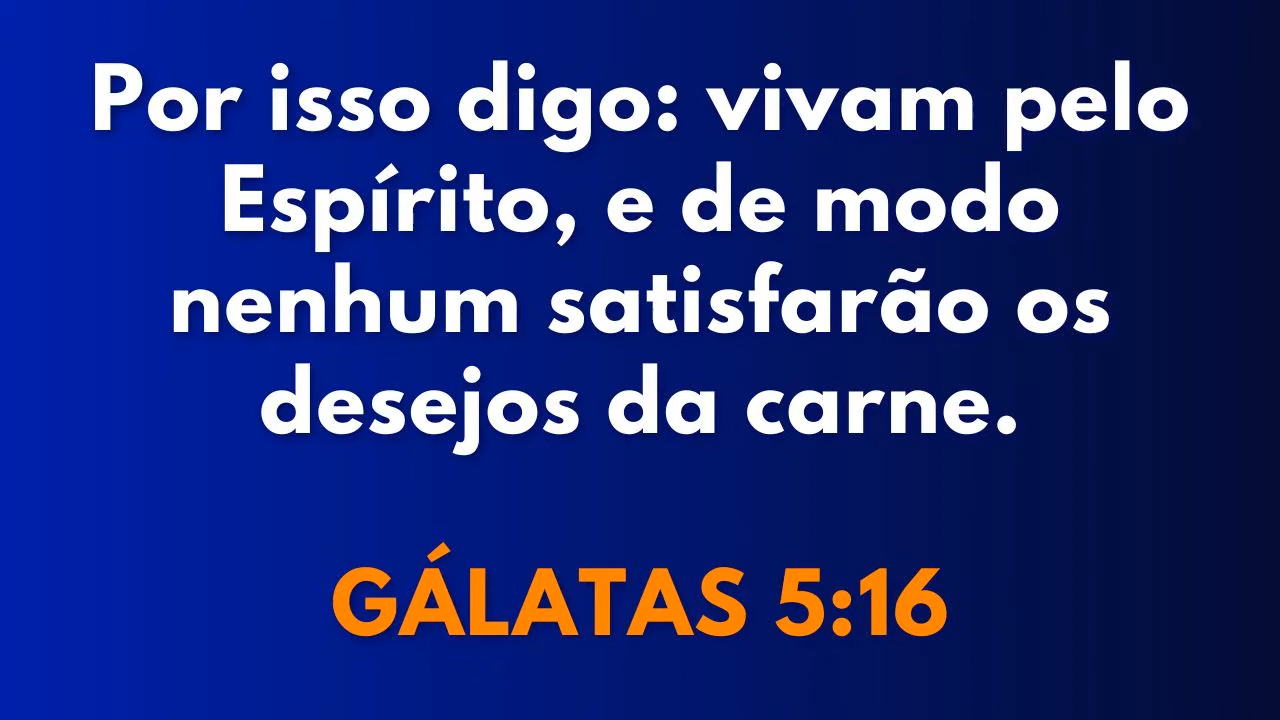 Por isso digo: vivam pelo
Espírito, e de modo
nenhum satisfarão os
desejos da carne.
GÁLATAS 5:16